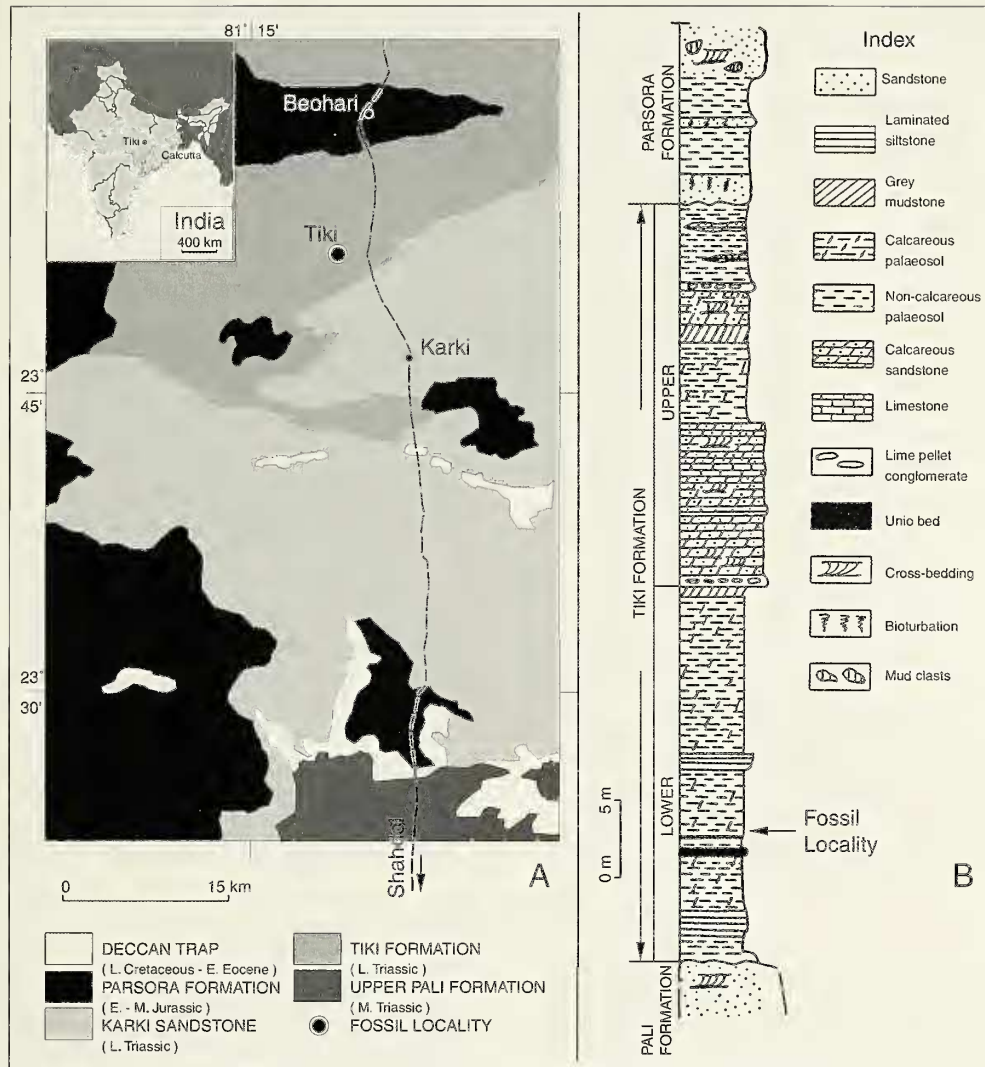 81° 15'
Beohari
Tiki
Calcutta
India
400 km
Tiki
Karki
23°
45'
23°
30'
Shahdol
A
0 15 km
DECCAN TRAP
( L. Cretaceous - E. Eocene )
PARSORA FORMATION
( E. - M. Jurassic )
KARKI SANDSTONE
( L. Triassic )
TIKI FORMATION
( L. Triassic )
UPPER PALI FORMATION
( M. Triassic )
FOSSIL LOCALITY
PARSORA
FORMATION
UPPER
TIKI FORMATION
LOWER
PALI
FORMATION
5 m
0 m
Fossil
Locality
B
Index
Sandstone
Laminated
siltstone
Grey
mudstone
Calcareous
palaeosol
Non-calcareous
palaeosol
Calcareous
sandstone
Limestone
Lime pellet
conglomerate
Unio bed
Cross-bedding
Bioturbation
Mud clasts